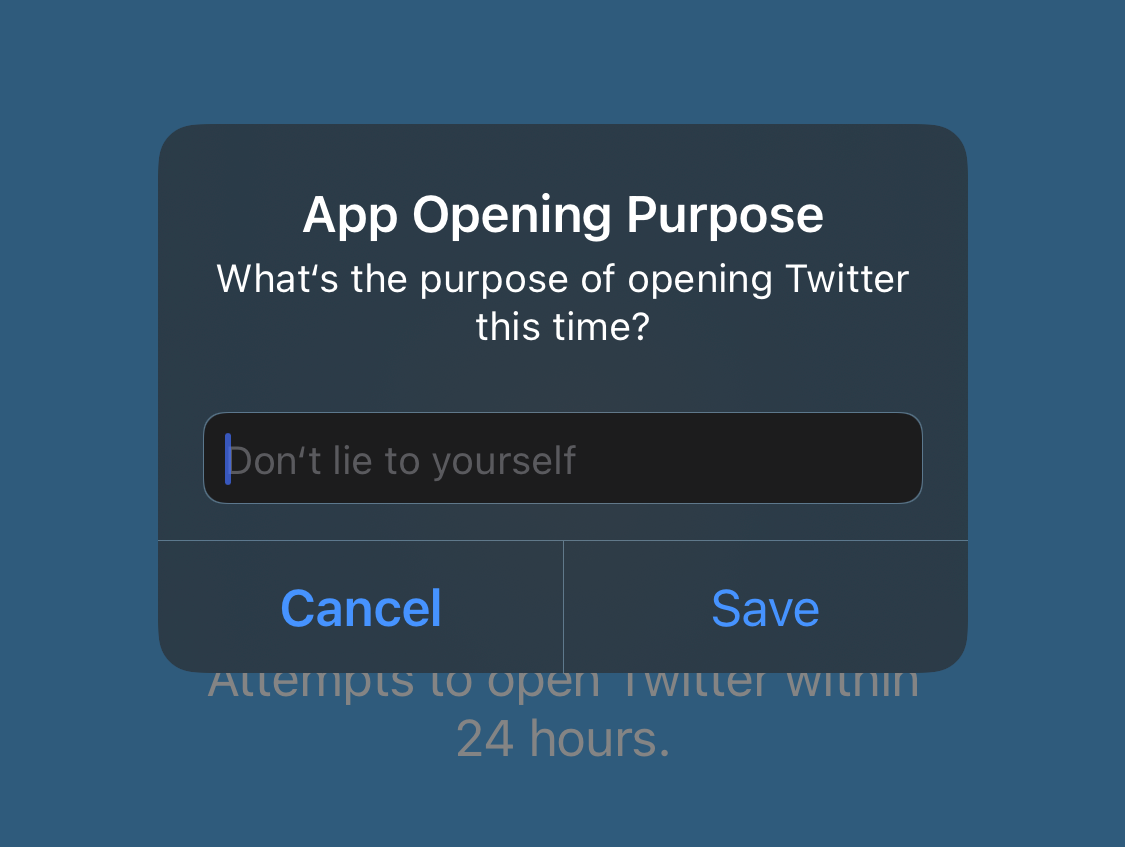 App Opening Purpose
What‘s the purpose of opening Twitter
this time?
Don‘t lie to yourself
Cancel
Save
Attempts to open Twitter within
24 hours.